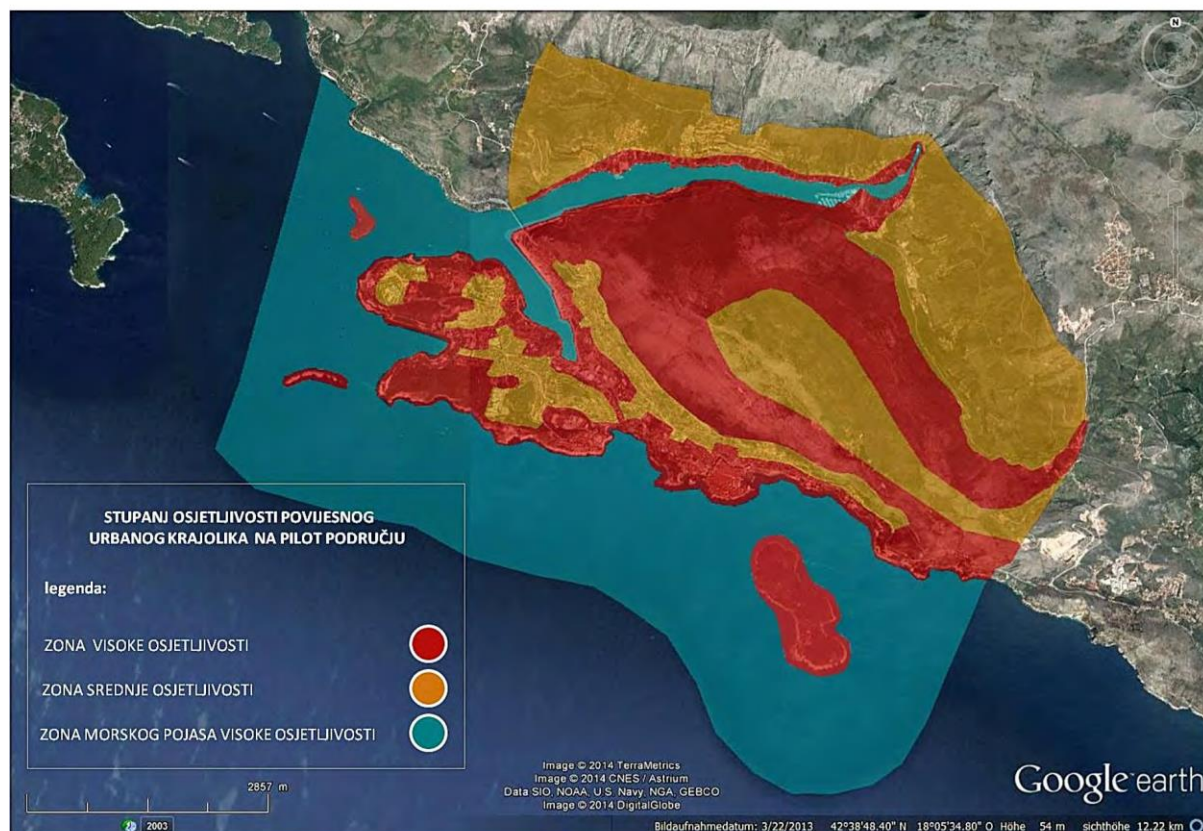 N
STUPANJ OSJETLJIVOSTI POVIJESNOG
URBANOG KRAJOLIKA NA PILOT PODRUČJU
legenda:
ZONA VISOKE OSJETLJIVOSTI
ZONA SREDNJE OSJETLJIVOSTI
ZONA MORSKOG POJASA VISOKE OSJETLJIVOSTI
2857 m
2003
Image © 2014 TerraMetrics
Image © 2014 CNES / Astrium
Data SIO, NOAA, U.S. Navy, NGA, GEBCO
Image © 2014 DigitalGlobe
Google earth
Bildaufnahmedatum: 3/22/2013 42°38'48.40" N 18°05'34.80" O Höhe 54 m sichthöhe 12.22 km